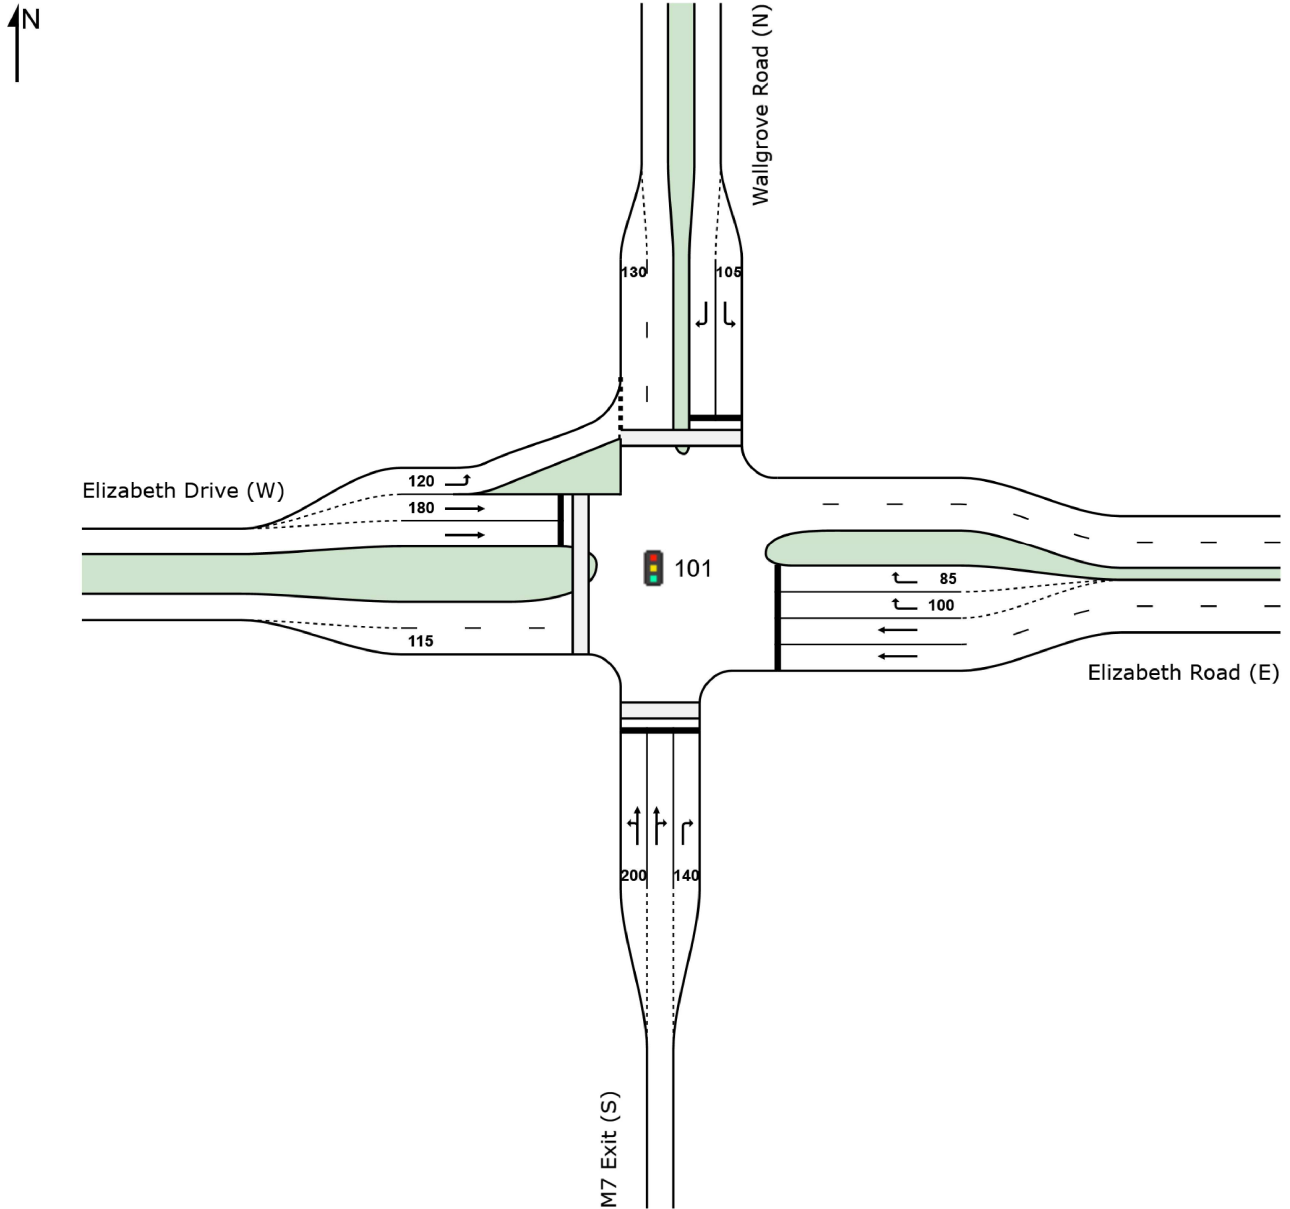 N
Wallgrove Road (N)
130
105
120
Elizabeth Drive (W)
180
101
85
100
115
Elizabeth Road (E)
200
140
M7 Exit (S)